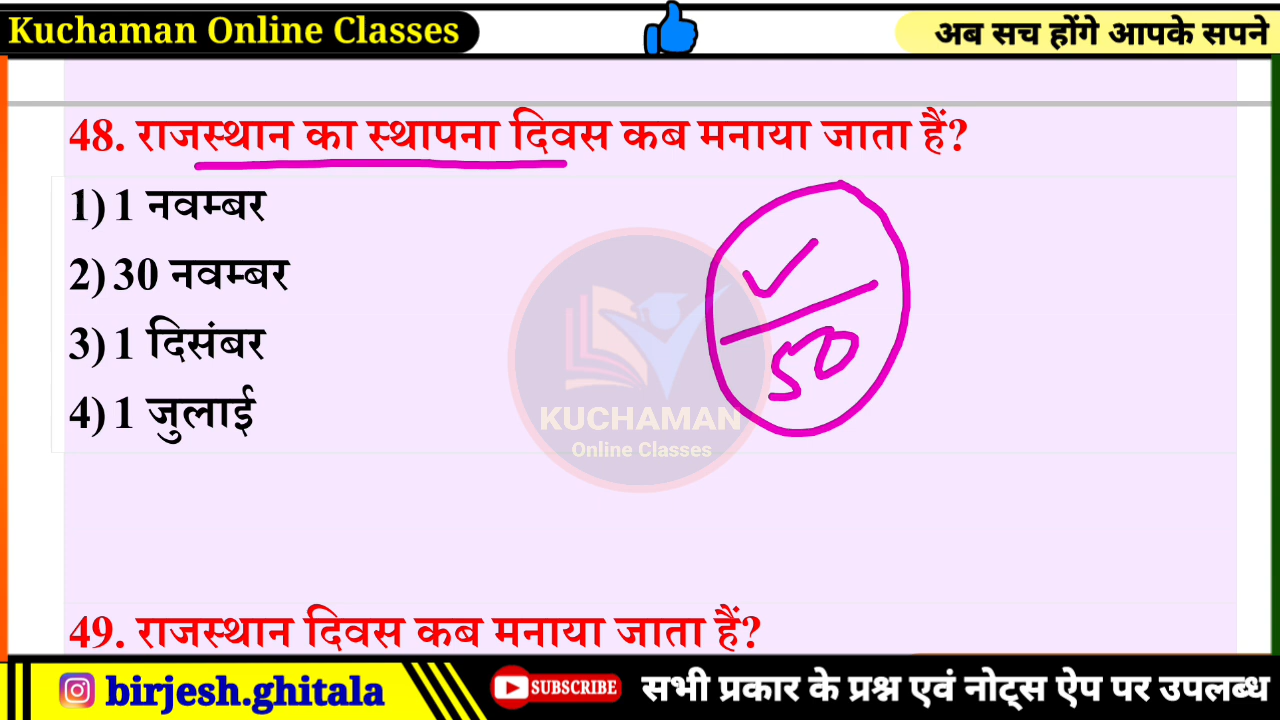 Kuchaman Online Classes
अब सच होंगे आपके सपने
48. राजस्थान का स्थापना दिवस कब मनाया जाता हैं?
1) 1 नवम्बर
2) 30 नवम्बर
3) 1 दिसंबर
4) 1 जुलाई
50
KUCHAMAN
Online Classes
49. राजस्थान दिवस कब मनाया जाता हैं?
birjesh.ghitala
SUBSCRIBE
सभी प्रकार के प्रश्न एवं नोट्स ऐप पर उपलब्ध